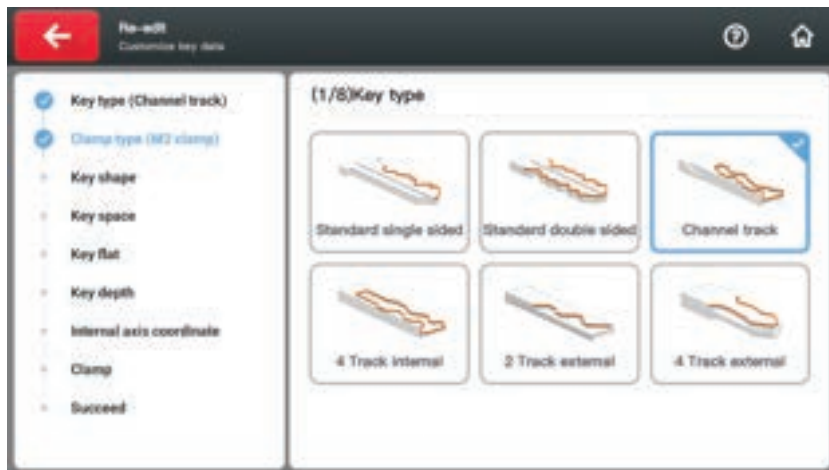 Re-edit
Customize key data
Key type (Channel track)
Clamp type (M2 clamp)
Key shape
Key space
Key flat
Key depth
Internal axis coordinate
Clamp
Succeed
(1/8)Key type
Standard single sided
Standard double sided
Channel track
4 Track internal
2 Track external
4 Track external